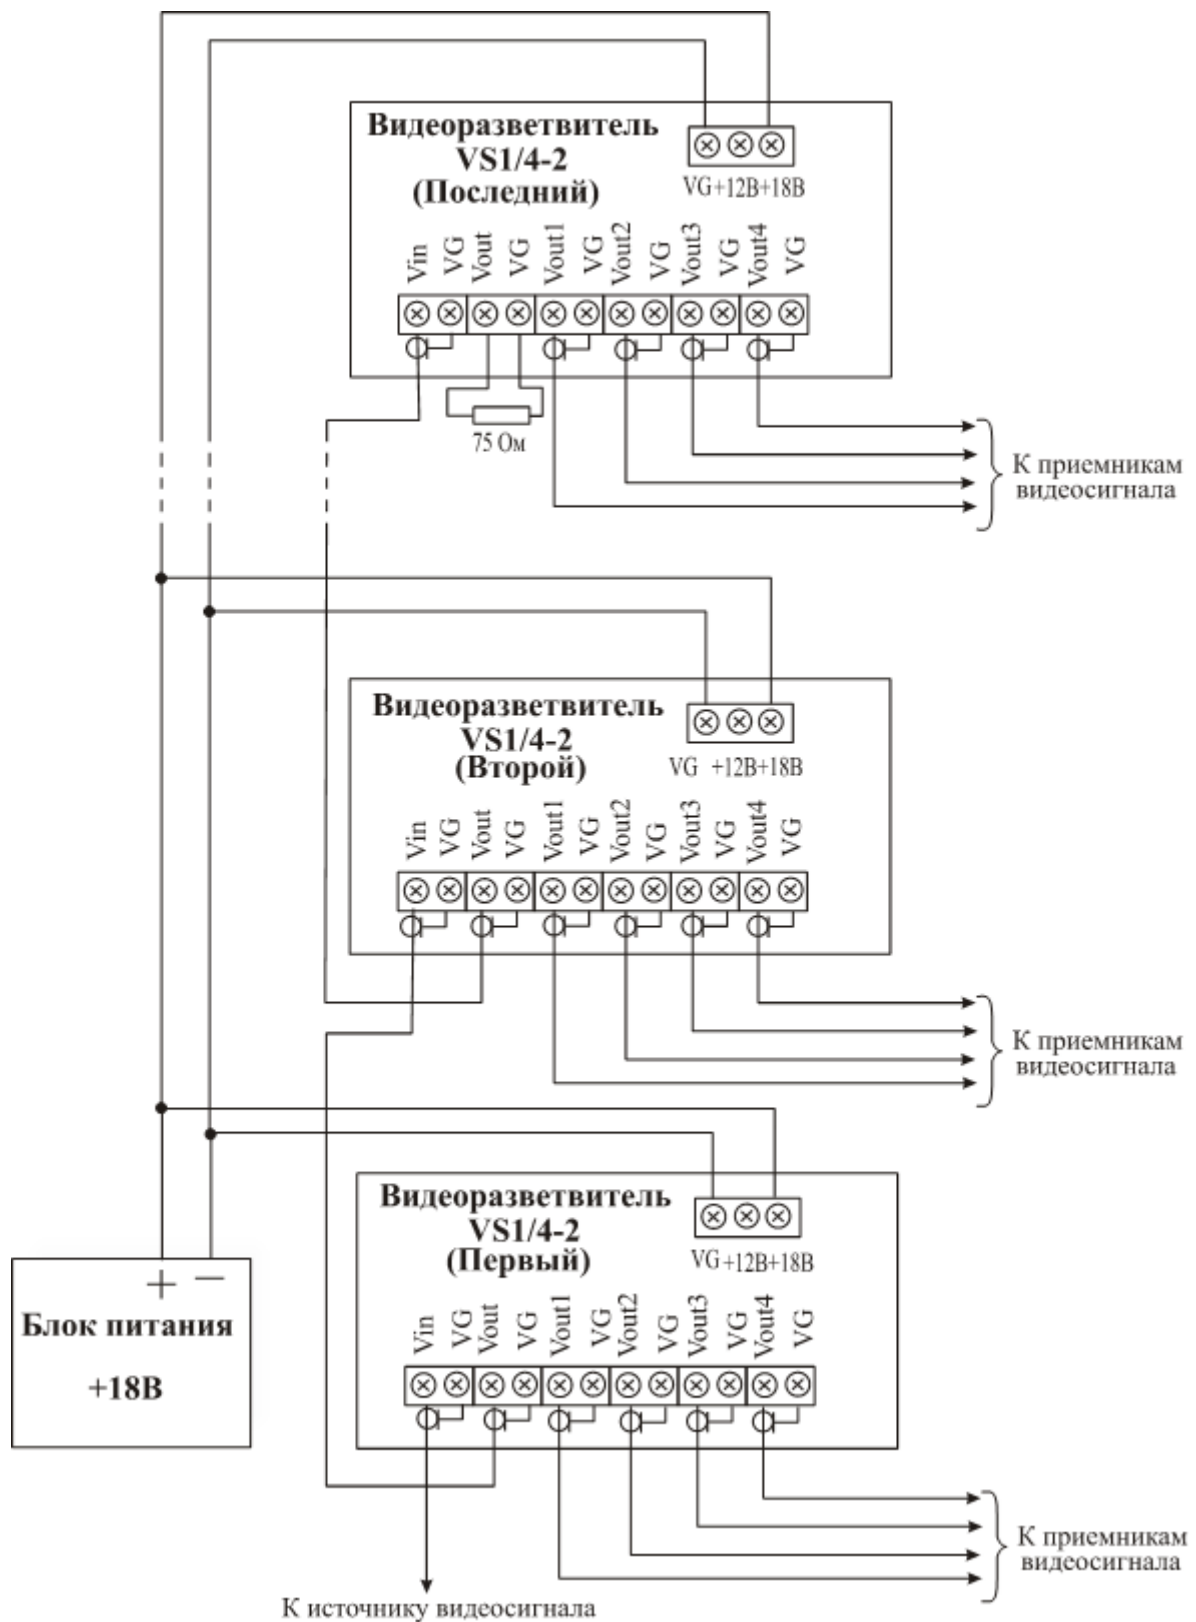 Видеоразветвитель
VS1/4-2
(Последний)
VG+12В+18В
Vin VG Vout VG Vout1 VG Vout2 VG Vout3 VG Vout4 VG
75 Ом
К приемникам
видеосигнала
Видеоразветвитель
VS1/4-2
(Второй)
VG +12В+18В
Vin VG Vout VG Vout1 VG Vout2 VG Vout3 VG Vout4 VG
К приемникам
видеосигнала
Видеоразветвитель
VS1/4-2
(Первый)
VG+12В+18В
Vin VG Vout VG Vout1 VG Vout2 VG Vout3 VG Vout4 VG
+ −
Блок питания
+18В
К приемникам
видеосигнала
К источнику видеосигнала